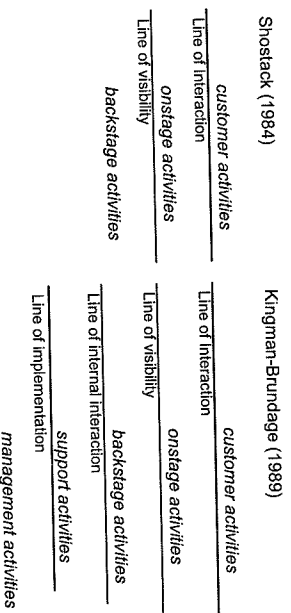 Shostack (1984)
customer activities
Line of interaction
onstage activities
Line of visibility
backstage activities
Kingman-Brundage (1989)
customer activities
Line of Interaction
onstage activities
Line of visibility
backstage activities
Line of internal interaction
support activities
Line of implementation
management activities